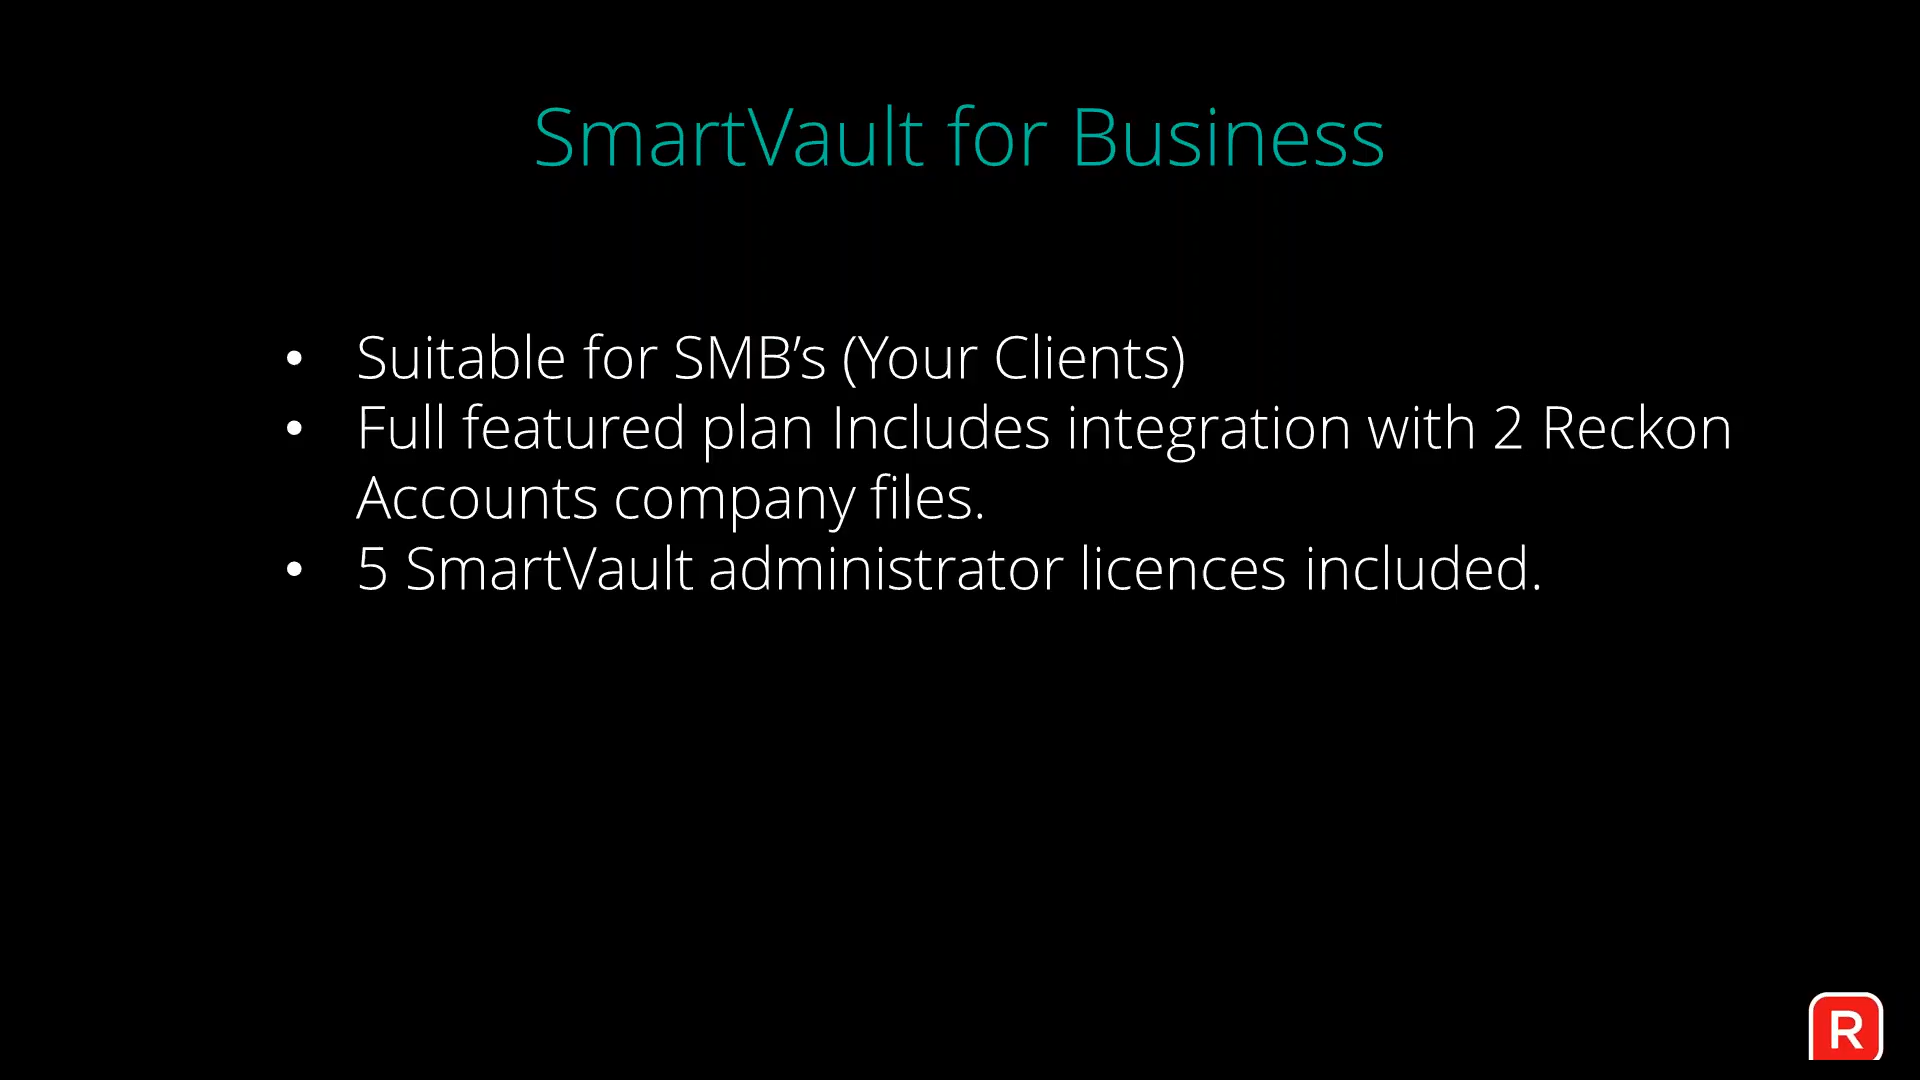 SmartVault for Business
• Suitable for SMB’s (Your Clients)
• Full featured plan Includes integration with 2 Reckon
Accounts company files.
• 5 SmartVault administrator licences included.
R